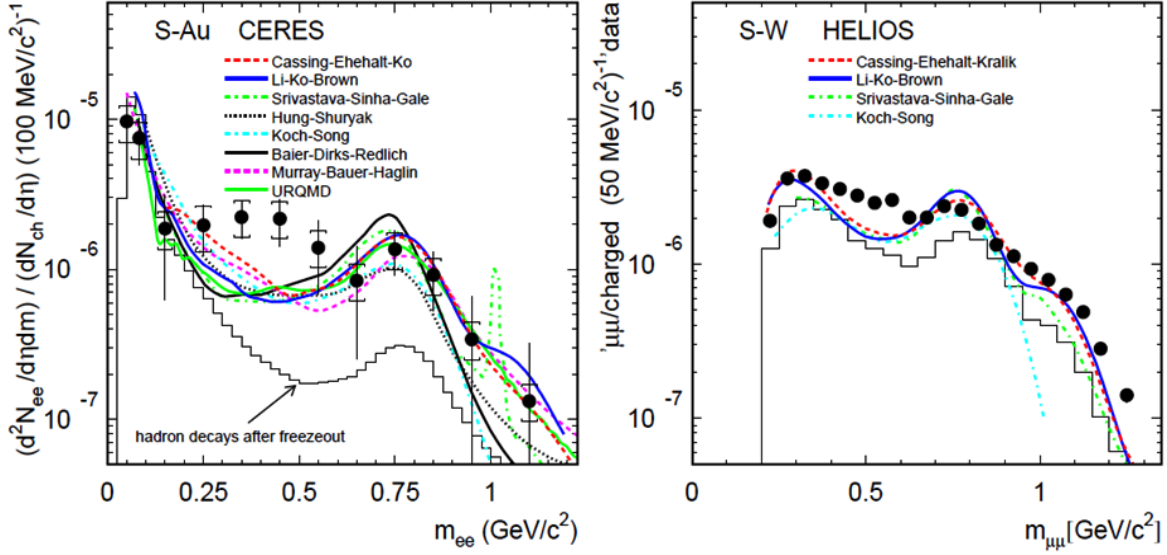 S-Au CERES
Cassing-Ehehalt-Ko
Li-Ko-Brown
Srivastava-Sinha-Gale
Hung-Shuryak
Koch-Song
Baier-Dirks-Redlich
Murray-Bauer-Haglin
URQMD
hadron decays after freezeout
(d²Nee/dηdm) / (dNch/dη) (100 MeV/c²)⁻¹
10⁻⁵
10⁻⁶
10⁻⁷
0 0.25 0.5 0.75 1
mee (GeV/c²)
S-W HELIOS
Cassing-Ehehalt-Kralik
Li-Ko-Brown
Srivastava-Sinha-Gale
Koch-Song
'μμ/charged (50 MeV/c²)⁻¹'data
10⁻⁵
10⁻⁶
10⁻⁷
0 0.5 1
mμμ[GeV/c²]